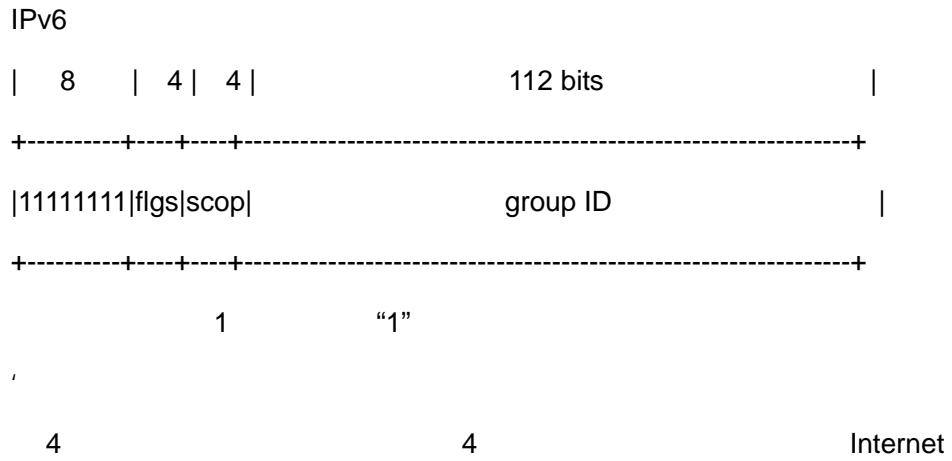 IPv6
| 8 | 4 | 4 | 112 bits |
+----------+----+----+-----------------------------------------------------------------+
|11111111|flgs|scop| group ID |
+----------+----+----+-----------------------------------------------------------------+
1 “1”
‘
4 4 Internet